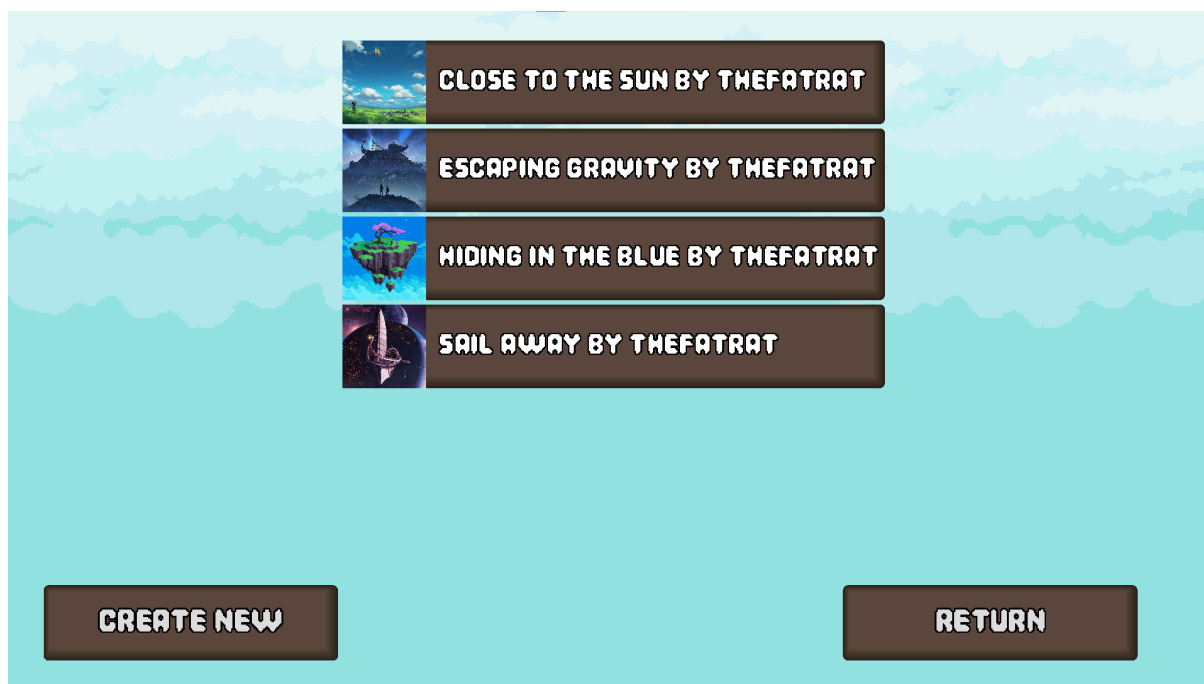 CLOSE TO THE SUN BY THEFATRAT
ESCAPING GRAVITY BY THEFATRAT
HIDING IN THE BLUE BY THEFATRAT
SAIL AWAY BY THEFATRAT
CREATE NEW
RETURN